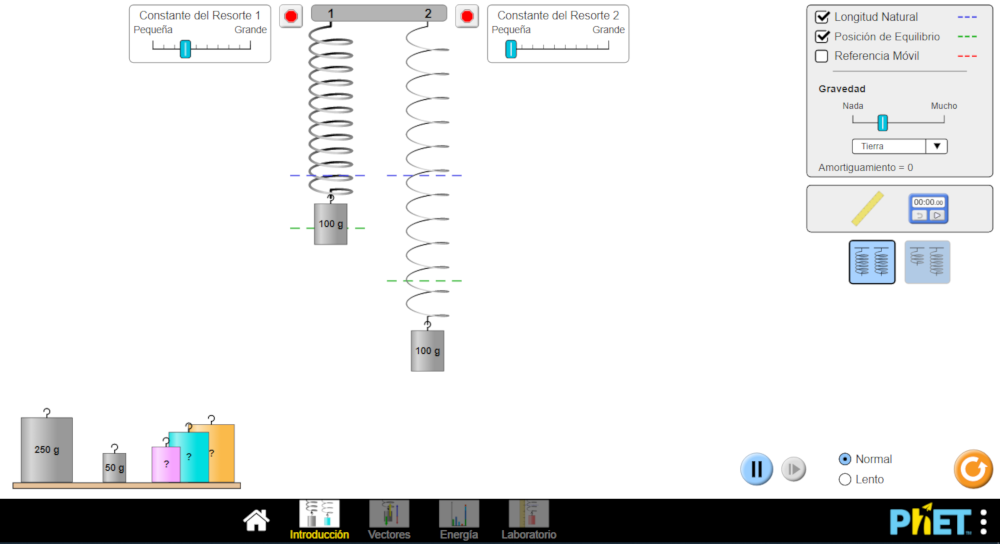 Constante del Resorte 1
Pequeña
Grande
1
2
Constante del Resorte 2
Pequeña
Grande
Longitud Natural
Posición de Equilibrio
Referencia Móvil
Gravedad
Nada
Mucho
Tierra
Amortiguamiento = 0
00:00.00
100 g
100 g
250 g
50 g
?
?
?
Normal
Lento
Introducción
Vectores
Energía
Laboratorio
PhET